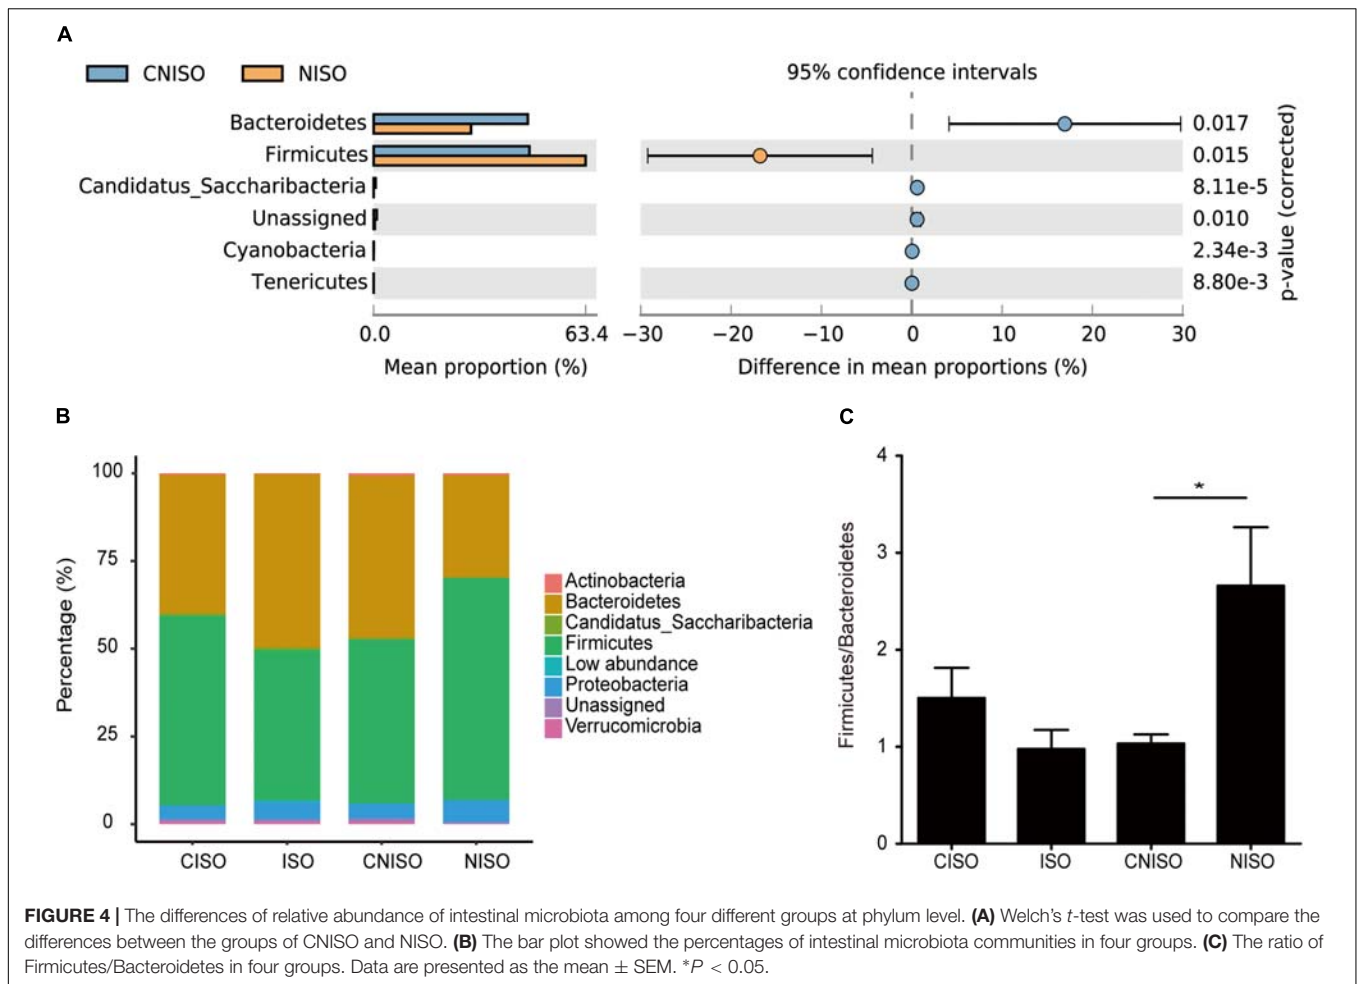 A
CNISO NISO
95% confidence intervals
Bacteroidetes 0.017
Firmicutes 0.015
Candidatus_Saccharibacteria 8.11e-5
Unassigned 0.010
Cyanobacteria 2.34e-3
Tenericutes 8.80e-3
p-value (corrected)
0.0 63.4 −30 −20 −10 0 10 20 30
Mean proportion (%) Difference in mean proportions (%)
B
100
75
50
25
0
Percentage (%)
CISO ISO CNISO NISO
Actinobacteria
Bacteroidetes
Candidatus_Saccharibacteria
Firmicutes
Low abundance
Proteobacteria
Unassigned
Verrucomicrobia
C
4
3
2
1
0
Firmicutes/Bacteroidetes
*
CISO ISO CNISO NISO
FIGURE 4 | The differences of relative abundance of intestinal microbiota among four different groups at phylum level. (A) Welch's t-test was used to compare the
differences between the groups of CNISO and NISO. (B) The bar plot showed the percentages of intestinal microbiota communities in four groups. (C) The ratio of
Firmicutes/Bacteroidetes in four groups. Data are presented as the mean ± SEM. *P < 0.05.